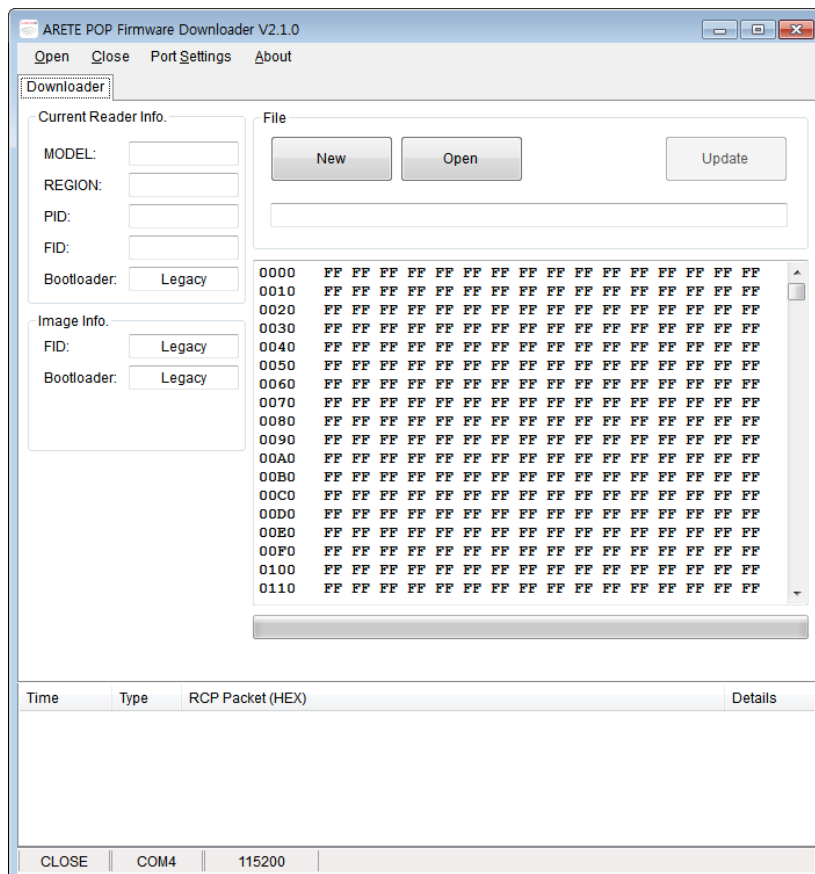 ARETE POP Firmware Downloader V2.1.0
Open Close Port Settings About
Downloader
Current Reader Info.
MODEL:
REGION:
PID:
FID:
Bootloader: Legacy
Image Info.
FID: Legacy
Bootloader: Legacy
File
New Open Update
0000 FF FF FF FF FF FF FF FF FF FF FF FF FF FF FF FF
0010 FF FF FF FF FF FF FF FF FF FF FF FF FF FF FF FF
0020 FF FF FF FF FF FF FF FF FF FF FF FF FF FF FF FF
0030 FF FF FF FF FF FF FF FF FF FF FF FF FF FF FF FF
0040 FF FF FF FF FF FF FF FF FF FF FF FF FF FF FF FF
0050 FF FF FF FF FF FF FF FF FF FF FF FF FF FF FF FF
0060 FF FF FF FF FF FF FF FF FF FF FF FF FF FF FF FF
0070 FF FF FF FF FF FF FF FF FF FF FF FF FF FF FF FF
0080 FF FF FF FF FF FF FF FF FF FF FF FF FF FF FF FF
0090 FF FF FF FF FF FF FF FF FF FF FF FF FF FF FF FF
00A0 FF FF FF FF FF FF FF FF FF FF FF FF FF FF FF FF
00B0 FF FF FF FF FF FF FF FF FF FF FF FF FF FF FF FF
00C0 FF FF FF FF FF FF FF FF FF FF FF FF FF FF FF FF
00D0 FF FF FF FF FF FF FF FF FF FF FF FF FF FF FF FF
00E0 FF FF FF FF FF FF FF FF FF FF FF FF FF FF FF FF
00F0 FF FF FF FF FF FF FF FF FF FF FF FF FF FF FF FF
0100 FF FF FF FF FF FF FF FF FF FF FF FF FF FF FF FF
0110 FF FF FF FF FF FF FF FF FF FF FF FF FF FF FF FF
Time Type RCP Packet (HEX) Details
CLOSE COM4 115200